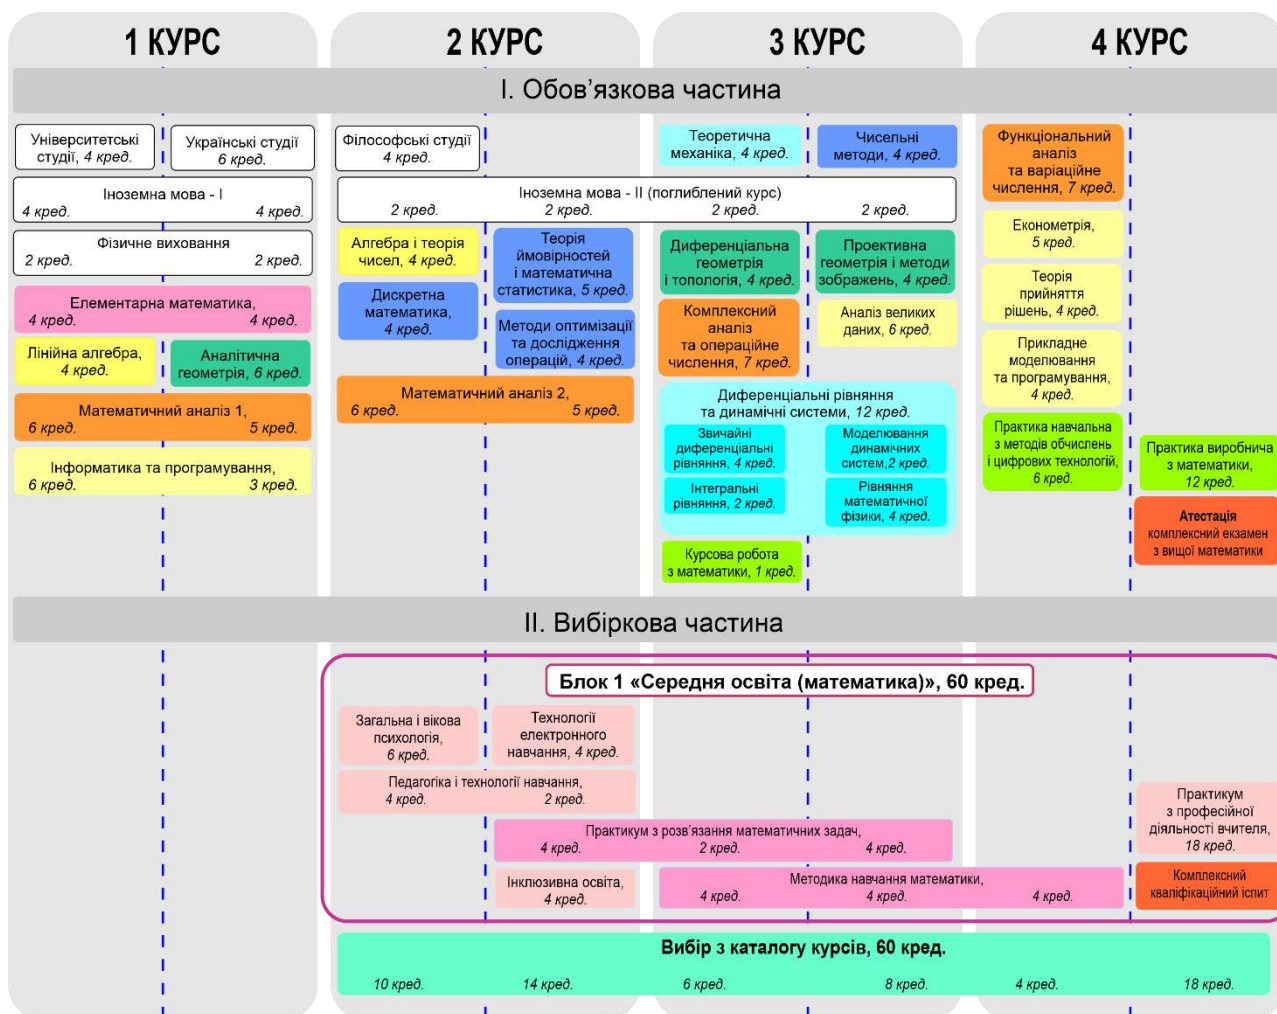 1 КУРС
2 КУРС
3 КУРС
4 КУРС
І. Обов’язкова частина
Університетські
студії, 4 кред.
Українські студії
6 кред.
Іноземна мова - І
4 кред.
4 кред.
Фізичне виховання
2 кред.
2 кред.
Елементарна математика,
4 кред.
4 кред.
Лінійна алгебра,
4 кред.
Аналітична
геометрія, 6 кред.
Математичний аналіз 1,
6 кред.
5 кред.
Інформатика та програмування,
6 кред.
3 кред.
Філософські студії
4 кред.
Іноземна мова - ІІ (поглиблений курс)
2 кред.
2 кред.
2 кред.
2 кред.
Алгебра і теорія
чисел, 4 кред.
Теорія
ймовірностей
і математична
статистика, 5 кред.
Дискретна
математика,
4 кред.
Методи оптимізації
та дослідження
операцій, 4 кред.
Математичний аналіз 2,
6 кред.
5 кред.
Теоретична
механіка, 4 кред.
Чисельні
методи, 4 кред.
Диференціальна
геометрія
і топологія, 4 кред.
Проективна
геометрія і методи
зображень, 4 кред.
Комплексний
аналіз
та операційне
числення, 7 кред.
Аналіз великих
даних, 6 кред.
Диференціальні рівняння
та динамічні системи, 12 кред.
Звичайні
диференціальні
рівняння, 4 кред.
Моделювання
динамічних
систем,2 кред.
Інтегральні
рівняння, 2 кред.
Рівняння
математичної
фізики, 4 кред.
Курсова робота
з математики, 1 кред.
Функціональний
аналіз
та варіаційне
числення, 7 кред.
Економетрія,
5 кред.
Теорія
прийняття
рішень, 4 кред.
Прикладне
моделювання
та програмування,
4 кред.
Практика навчальна
з методів обчислень
і цифрових технологій,
6 кред.
Практика виробнича
з математики,
12 кред.
Атестація
комплексний екзамен
з вищої математики
ІІ. Вибіркова частина
Блок 1 «Середня освіта (математика)», 60 кред.
Загальна і вікова
психологія,
6 кред.
Технології
електронного
навчання, 4 кред.
Педагогіка і технології навчання,
4 кред.
2 кред.
Практикум з розв’язання математичних задач,
4 кред.
2 кред.
4 кред.
Інклюзивна освіта,
4 кред.
Методика навчання математики,
4 кред.
4 кред.
4 кред.
Практикум
з професійної
діяльності вчителя,
18 кред.
Комплексний
кваліфікаційний іспит
Вибір з каталогу курсів, 60 кред.
10 кред.
14 кред.
6 кред.
8 кред.
4 кред.
18 кред.